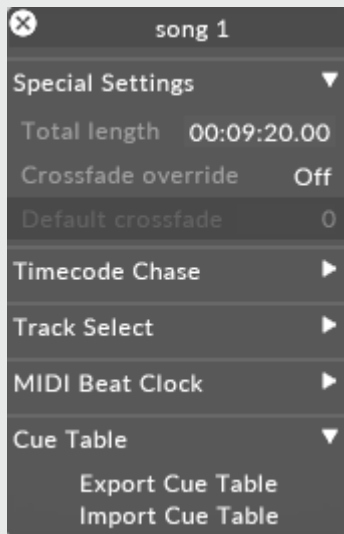 song 1
Special Settings
Total length 00:09:20.00
Crossfade override Off
Default crossfade 0
Timecode Chase
Track Select
MIDI Beat Clock
Cue Table
Export Cue Table
Import Cue Table